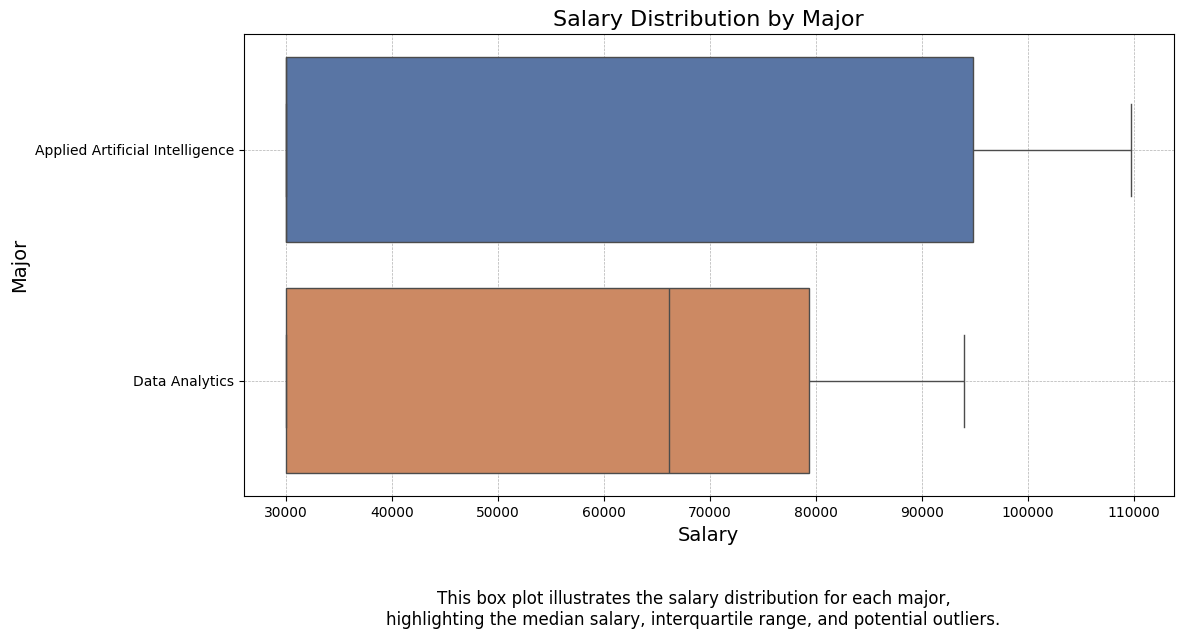 Salary Distribution by Major
Major
Applied Artificial Intelligence
Data Analytics
30000 40000 50000 60000 70000 80000 90000 100000 110000
Salary
This box plot illustrates the salary distribution for each major,
highlighting the median salary, interquartile range, and potential outliers.